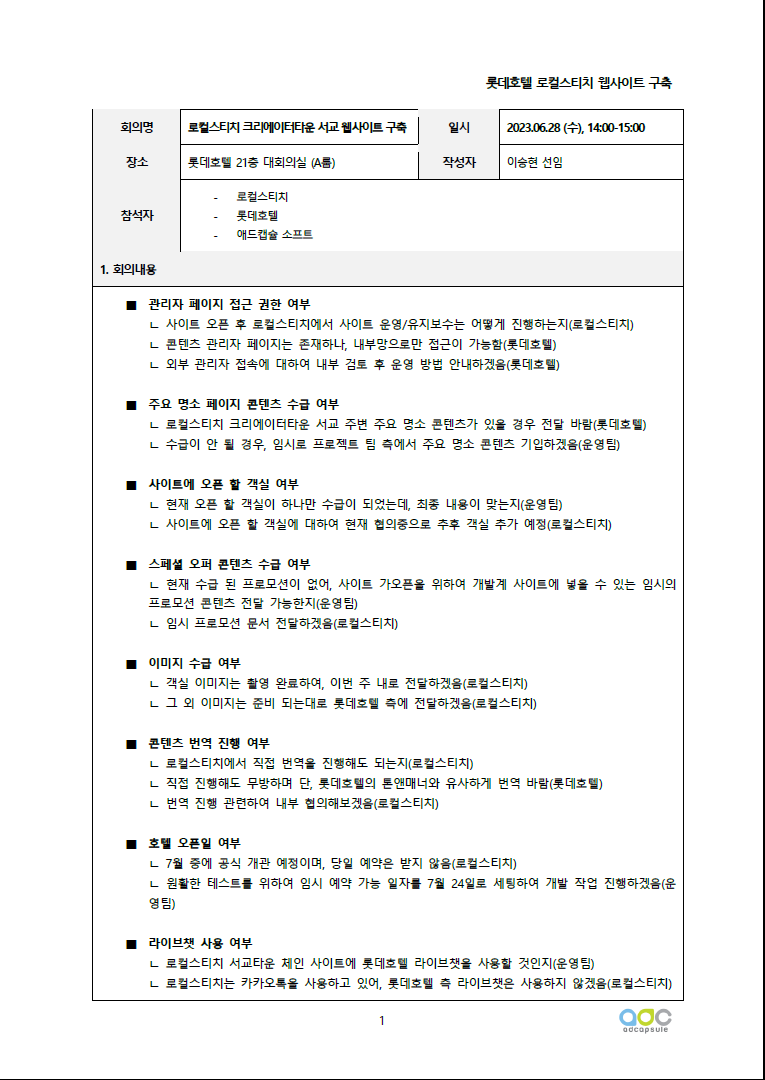 롯데호텔 로컬스티치 웹사이트 구축
회의명 로컬스티치 크리에이터타운 서교 웹사이트 구축 일시 2023.06.28 (수), 14:00-15:00
장소 롯데호텔 21층 대회의실 (A룸) 작성자 이승현 선임
참석자
- 로컬스티치
- 롯데호텔
- 애드캡슐 소프트
1. 회의내용
■ 관리자 페이지 접근 권한 여부
ㄴ 사이트 오픈 후 로컬스티치에서 사이트 운영/유지보수는 어떻게 진행하는지(로컬스티치)
ㄴ 콘텐츠 관리자 페이지는 존재하나, 내부망으로만 접근이 가능함(롯데호텔)
ㄴ 외부 관리자 접속에 대하여 내부 검토 후 운영 방법 안내하겠음(롯데호텔)
■ 주요 명소 페이지 콘텐츠 수급 여부
ㄴ 로컬스티치 크리에이터타운 서교 주변 주요 명소 콘텐츠가 있을 경우 전달 바람(롯데호텔)
ㄴ 수급이 안 될 경우, 임시로 프로젝트 팀 측에서 주요 명소 콘텐츠 기입하겠음(운영팀)
■ 사이트에 오픈 할 객실 여부
ㄴ 현재 오픈 할 객실이 하나만 수급이 되었는데, 최종 내용이 맞는지(운영팀)
ㄴ 사이트에 오픈 할 객실에 대하여 현재 협의중으로 추후 객실 추가 예정(로컬스티치)
■ 스페셜 오퍼 콘텐츠 수급 여부
ㄴ 현재 수급 된 프로모션이 없어, 사이트 가오픈을 위하여 개발계 사이트에 넣을 수 있는 임시의
프로모션 콘텐츠 전달 가능한지(운영팀)
ㄴ 임시 프로모션 문서 전달하겠음(로컬스티치)
■ 이미지 수급 여부
ㄴ 객실 이미지는 촬영 완료하여, 이번 주 내로 전달하겠음(로컬스티치)
ㄴ 그 외 이미지는 준비 되는대로 롯데호텔 측에 전달하겠음(로컬스티치)
■ 콘텐츠 번역 진행 여부
ㄴ 로컬스티치에서 직접 번역을 진행해도 되는지(로컬스티치)
ㄴ 직접 진행해도 무방하며 단, 롯데호텔의 톤앤매너와 유사하게 번역 바람(롯데호텔)
ㄴ 번역 진행 관련하여 내부 협의해보겠음(로컬스티치)
■ 호텔 오픈일 여부
ㄴ 7월 중에 공식 개관 예정이며, 당일 예약은 받지 않음(로컬스티치)
ㄴ 원활한 테스트를 위하여 임시 예약 가능 일자를 7월 24일로 세팅하여 개발 작업 진행하겠음(운
영팀)
■ 라이브챗 사용 여부
ㄴ 로컬스티치 서교타운 체인 사이트에 롯데호텔 라이브챗을 사용할 것인지(운영팀)
ㄴ 로컬스티치는 카카오톡을 사용하고 있어, 롯데호텔 측 라이브챗은 사용하지 않겠음(로컬스티치)
1
adc
adcapsule